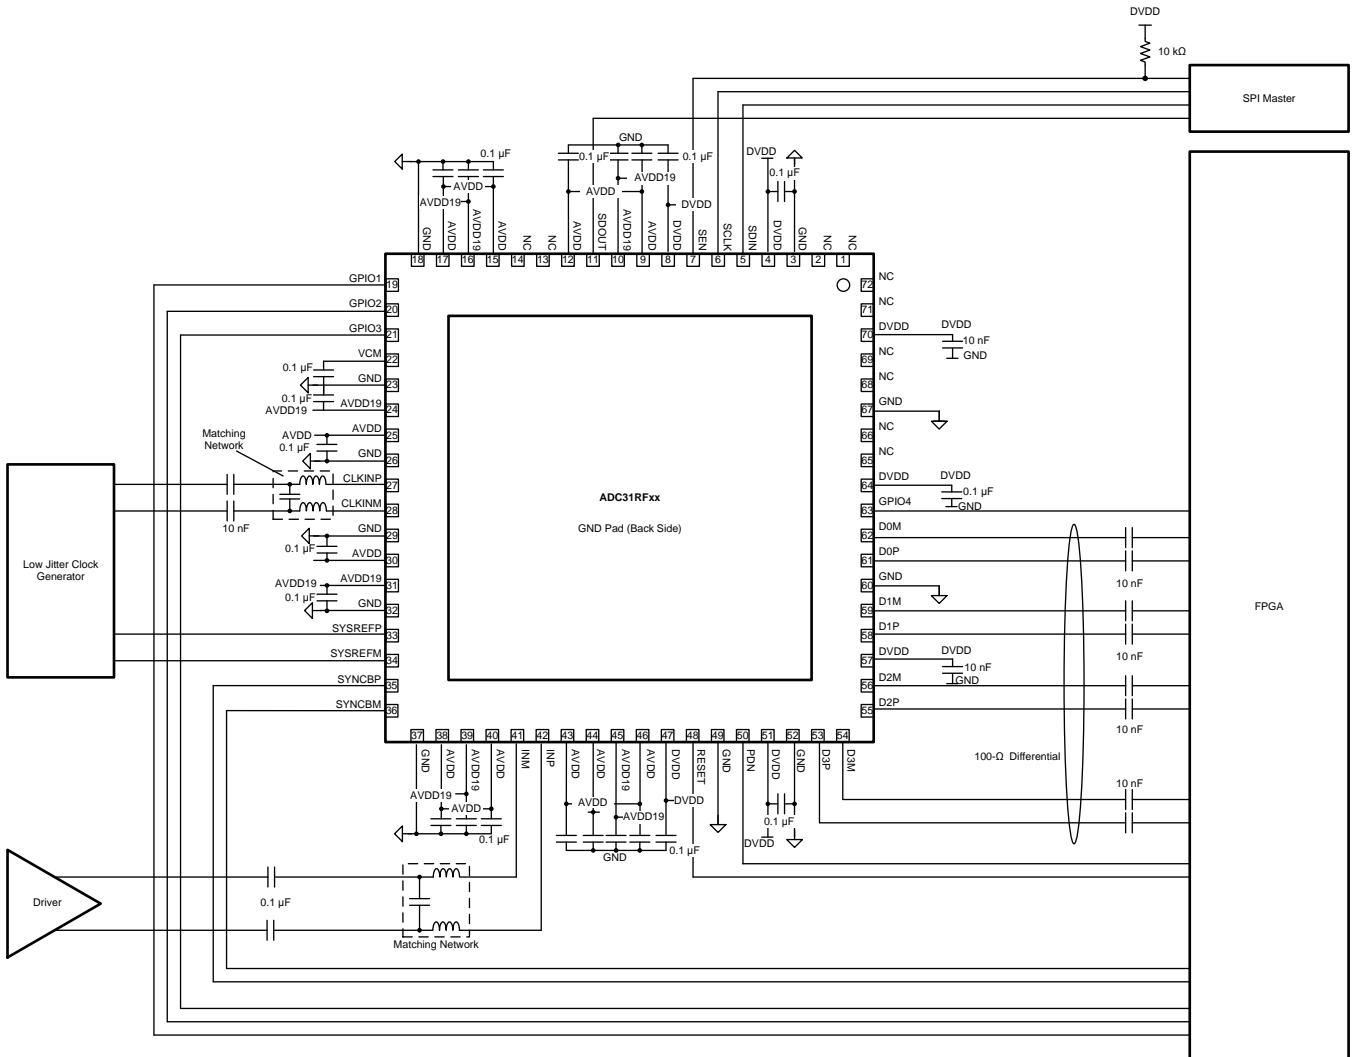 DVDD
10 kΩ
SPI Master
GND
0.1 µF
0.1 µF
0.1 µF
DVDD
0.1 µF
AVDD
AVDD19
AVDD19
AVDD
DVDD
GND
AVDD
AVDD19
AVDD
NC
NC
AVDD
SDOUT
AVDD19
AVDD
DVDD
SEN
SCLK
SDIN
DVDD
GND
NC
NC
18
17
16
15
14
13
12
11
10
9
8
7
6
5
4
3
2
1
GPIO1
19
GPIO2
20
GPIO3
21
VCM
22
0.1 µF
GND
23
0.1 µF
AVDD19
AVDD19
24
AVDD
AVDD
25
0.1 µF
GND
26
Matching
Network
CLKINP
27
CLKINM
28
10 nF
GND
29
0.1 µF
AVDD
30
AVDD19
AVDD19
31
0.1 µF
GND
32
SYSREFP
33
SYSREFM
34
SYNCBP
35
SYNCBM
36
Low Jitter Clock
Generator
ADC31RFxx
GND Pad (Back Side)
72
NC
71
NC
70
DVDD
DVDD
10 nF
GND
69
NC
68
NC
67
GND
66
NC
65
NC
64
DVDD
DVDD
0.1 µF
GND
63
GPIO4
62
D0M
61
D0P
10 nF
60
GND
59
D1M
58
D1P
10 nF
57
DVDD
DVDD
10 nF
GND
56
D2M
55
D2P
10 nF
FPGA
37
38
39
40
41
42
43
44
45
46
47
48
49
50
51
52
53
54
GND
AVDD
AVDD19
AVDD
INM
INP
AVDD
AVDD
AVDD19
AVDD
DVDD
RESET
GND
PDN
DVDD
GND
D3P
D3M
100-Ω Differential
10 nF
AVDD19
AVDD
0.1 µF
AVDD
DVDD
AVDD19
GND
0.1 µF
0.1 µF
DVDD
Driver
0.1 µF
Matching Network